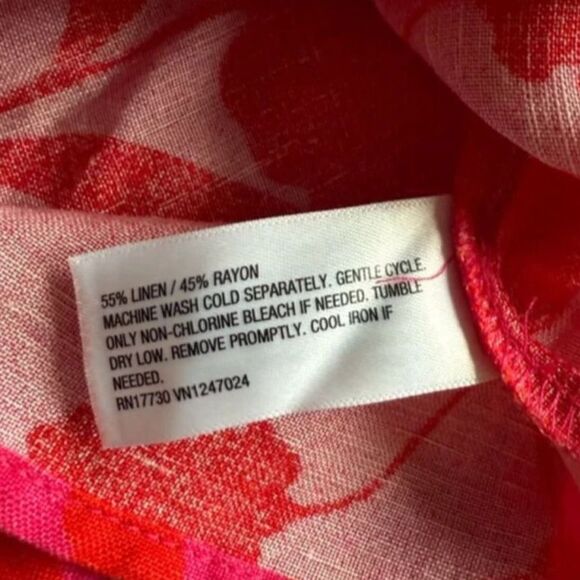 55% LINEN / 45% RAYON
MACHINE WASH COLD SEPARATELY. GENTLE CYCLE.
ONLY NON-CHLORINE BLEACH IF NEEDED. TUMBLE
DRY LOW. REMOVE PROMPTLY. COOL IRON IF
NEEDED.
RN17730 VN1247024